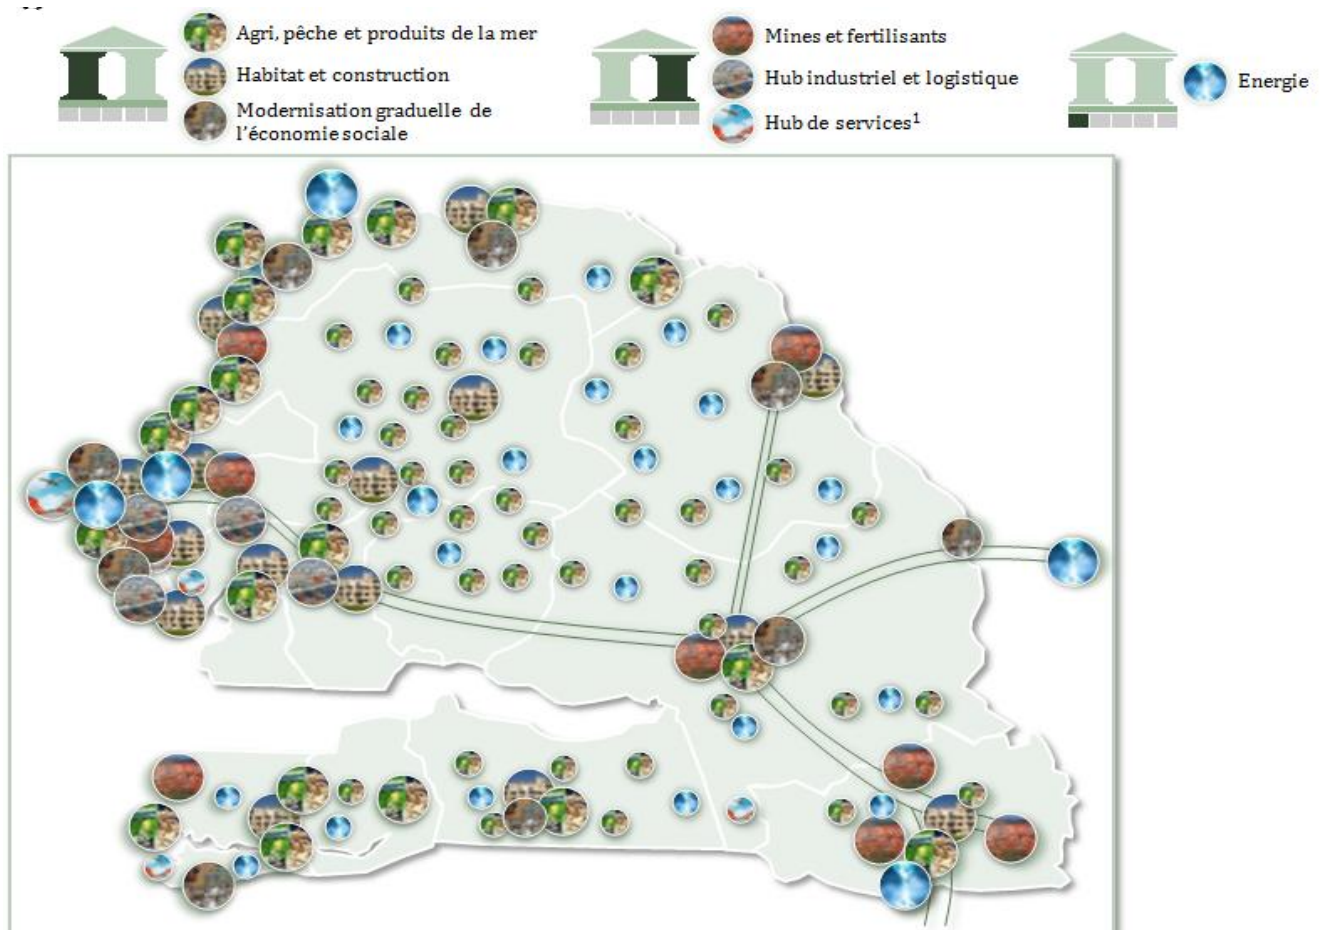 Agri, pêche et produits de la mer
Habitat et construction
Modernisation graduelle de
l'économie sociale
Mines et fertilisants
Hub industriel et logistique
Hub de services¹
Energie